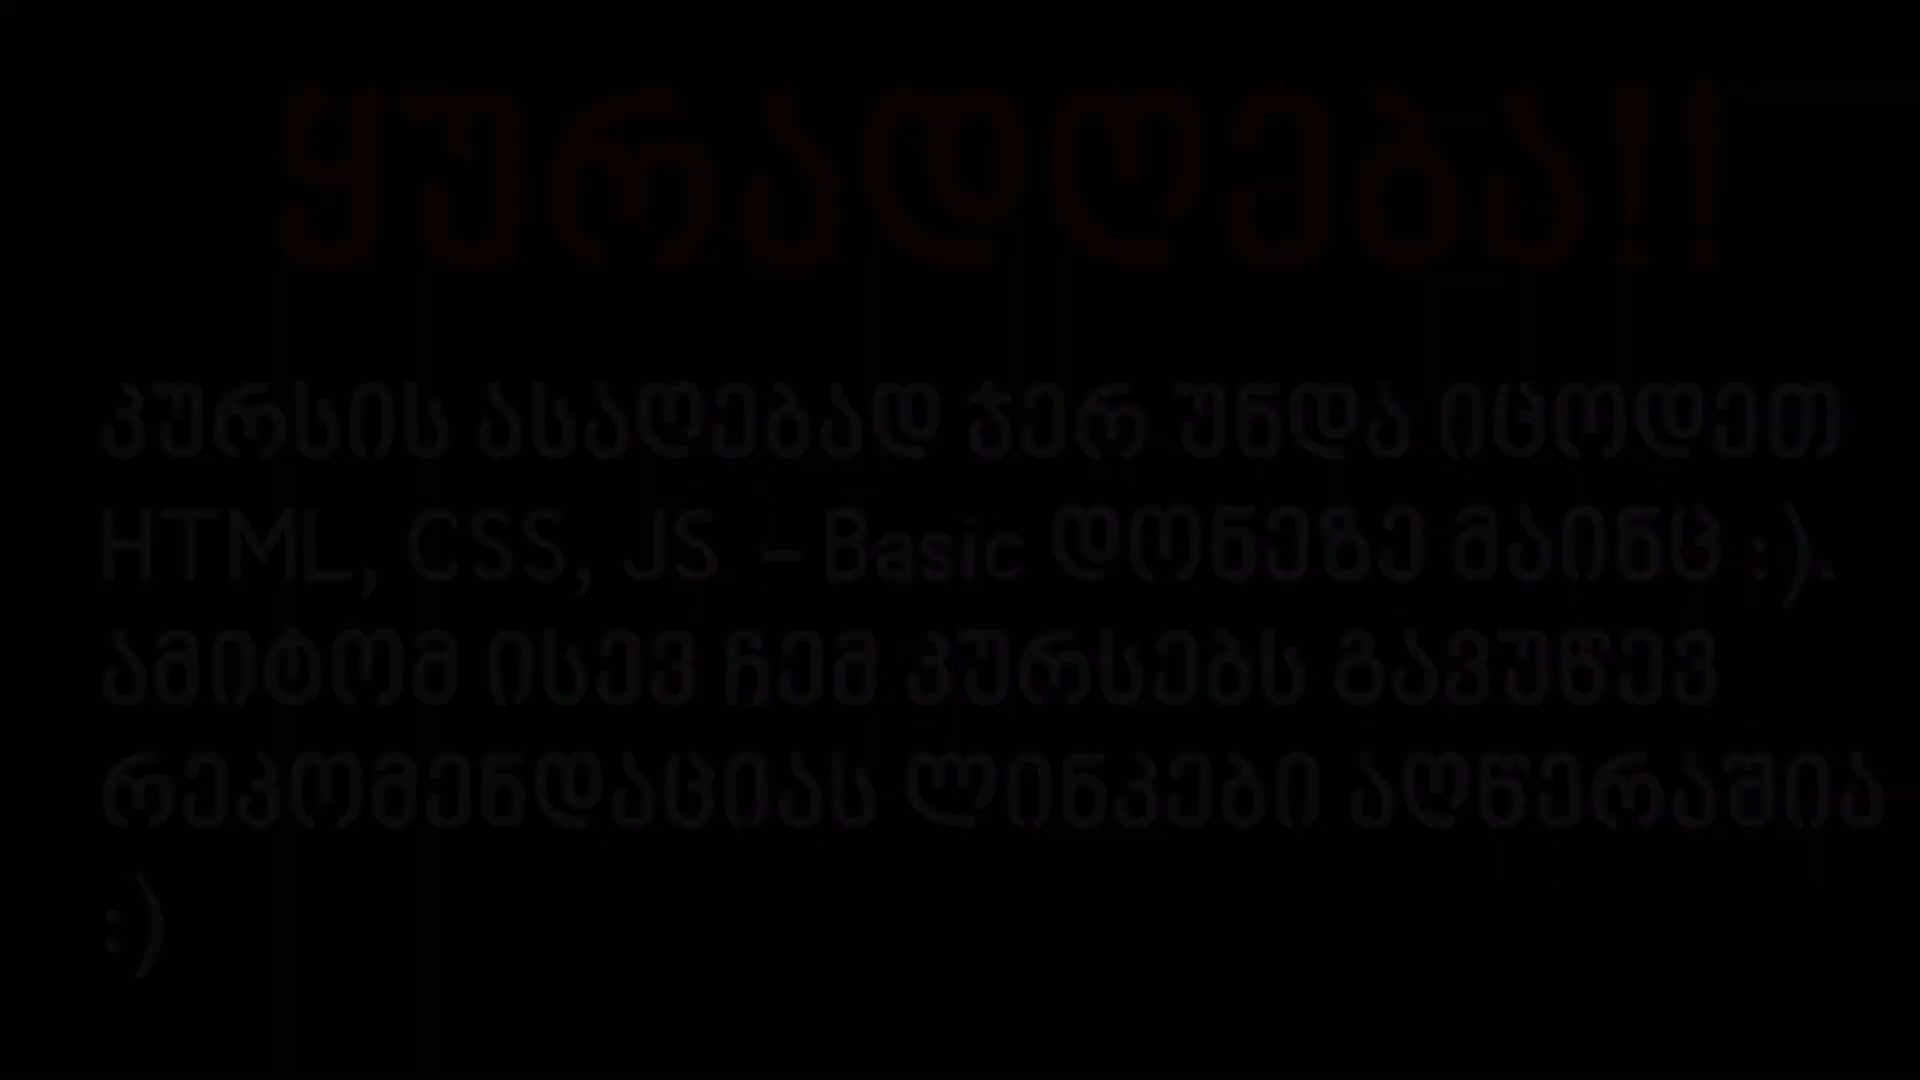 ყურადღება!!
კურსის ასაღებად ჯერ უნდა იცოდეთ
HTML, CSS, JS – Basic დონეზე მაინც :).
ამიტომ ისევ ჩემ კურსებს გავუწევ
რეკომენდაციას ლინკები აღწერაშია
:)